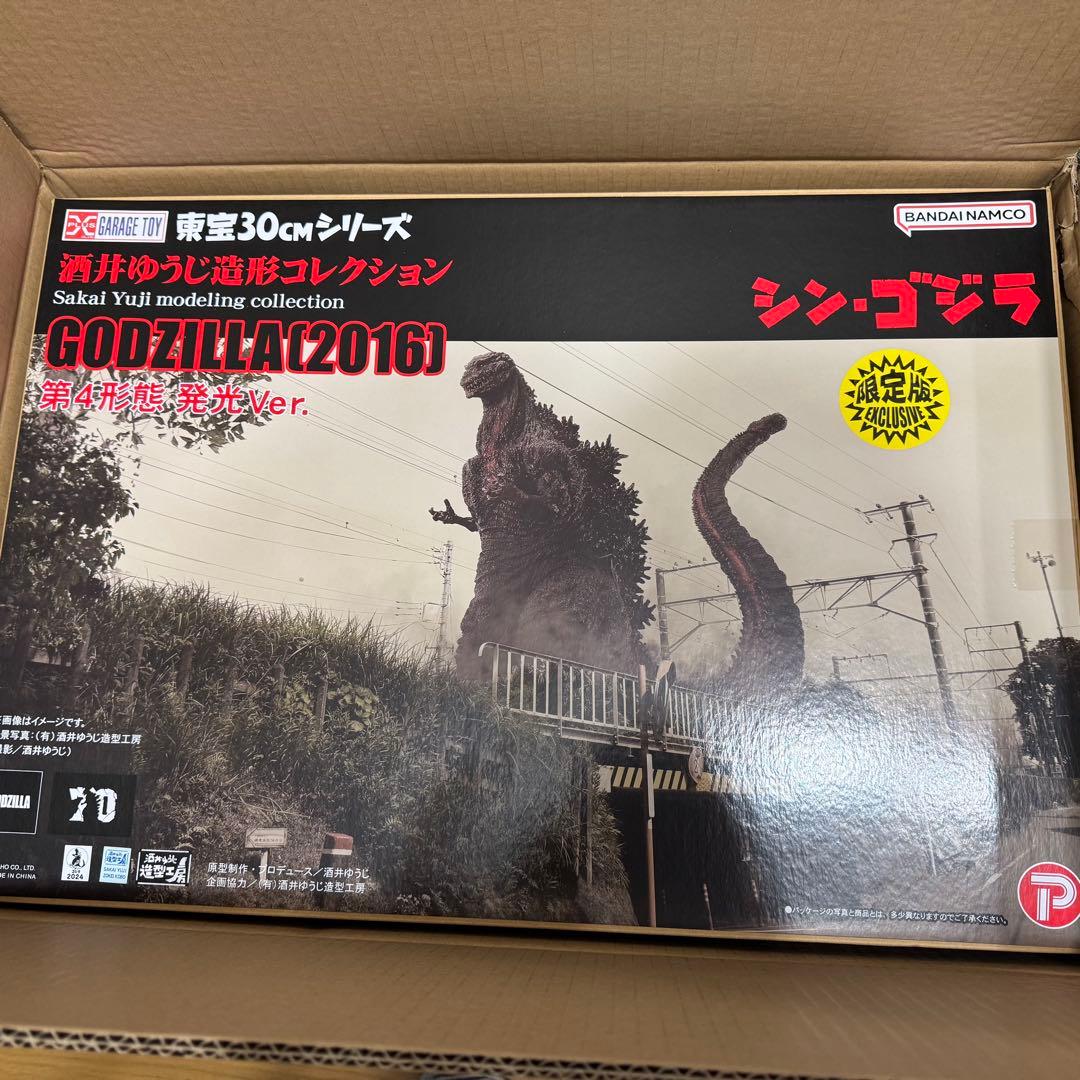 X PLUS GARAGE TOY 東宝30CMシリーズ
BANDAI NAMCO
酒井ゆうじ造形コレクション
Sakai Yuji modeling collection
シン・ゴジラ
GODZILLA(2016)
第4形態 発光Ver.
限定版
EXCLUSIVE
画像はイメージです。
景写真:(有)酒井ゆうじ造型工房
影/酒井ゆうじ)
DZILLA
70
HO CO., LTD.
DE IN CHINA
2024
SAKAI YUJI
ZOKEI KOBO
酒井ゆうじ
造型工房
原型制作・プロデュース/酒井ゆうじ
企画協力/(有)酒井ゆうじ造型工房
P
●パッケージの写真と商品とは、多少異なりますのでご了承ください。